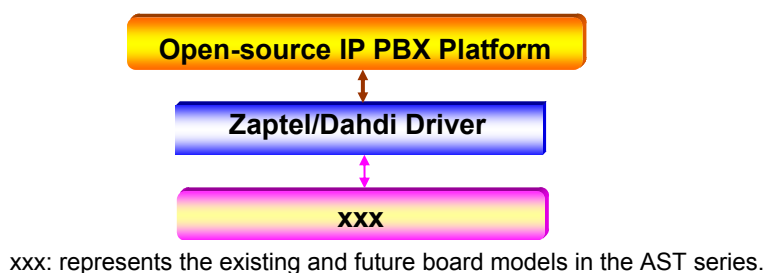 Open-source IP PBX Platform
Zaptel/Dahdi Driver
xxx
xxx: represents the existing and future board models in the AST series.